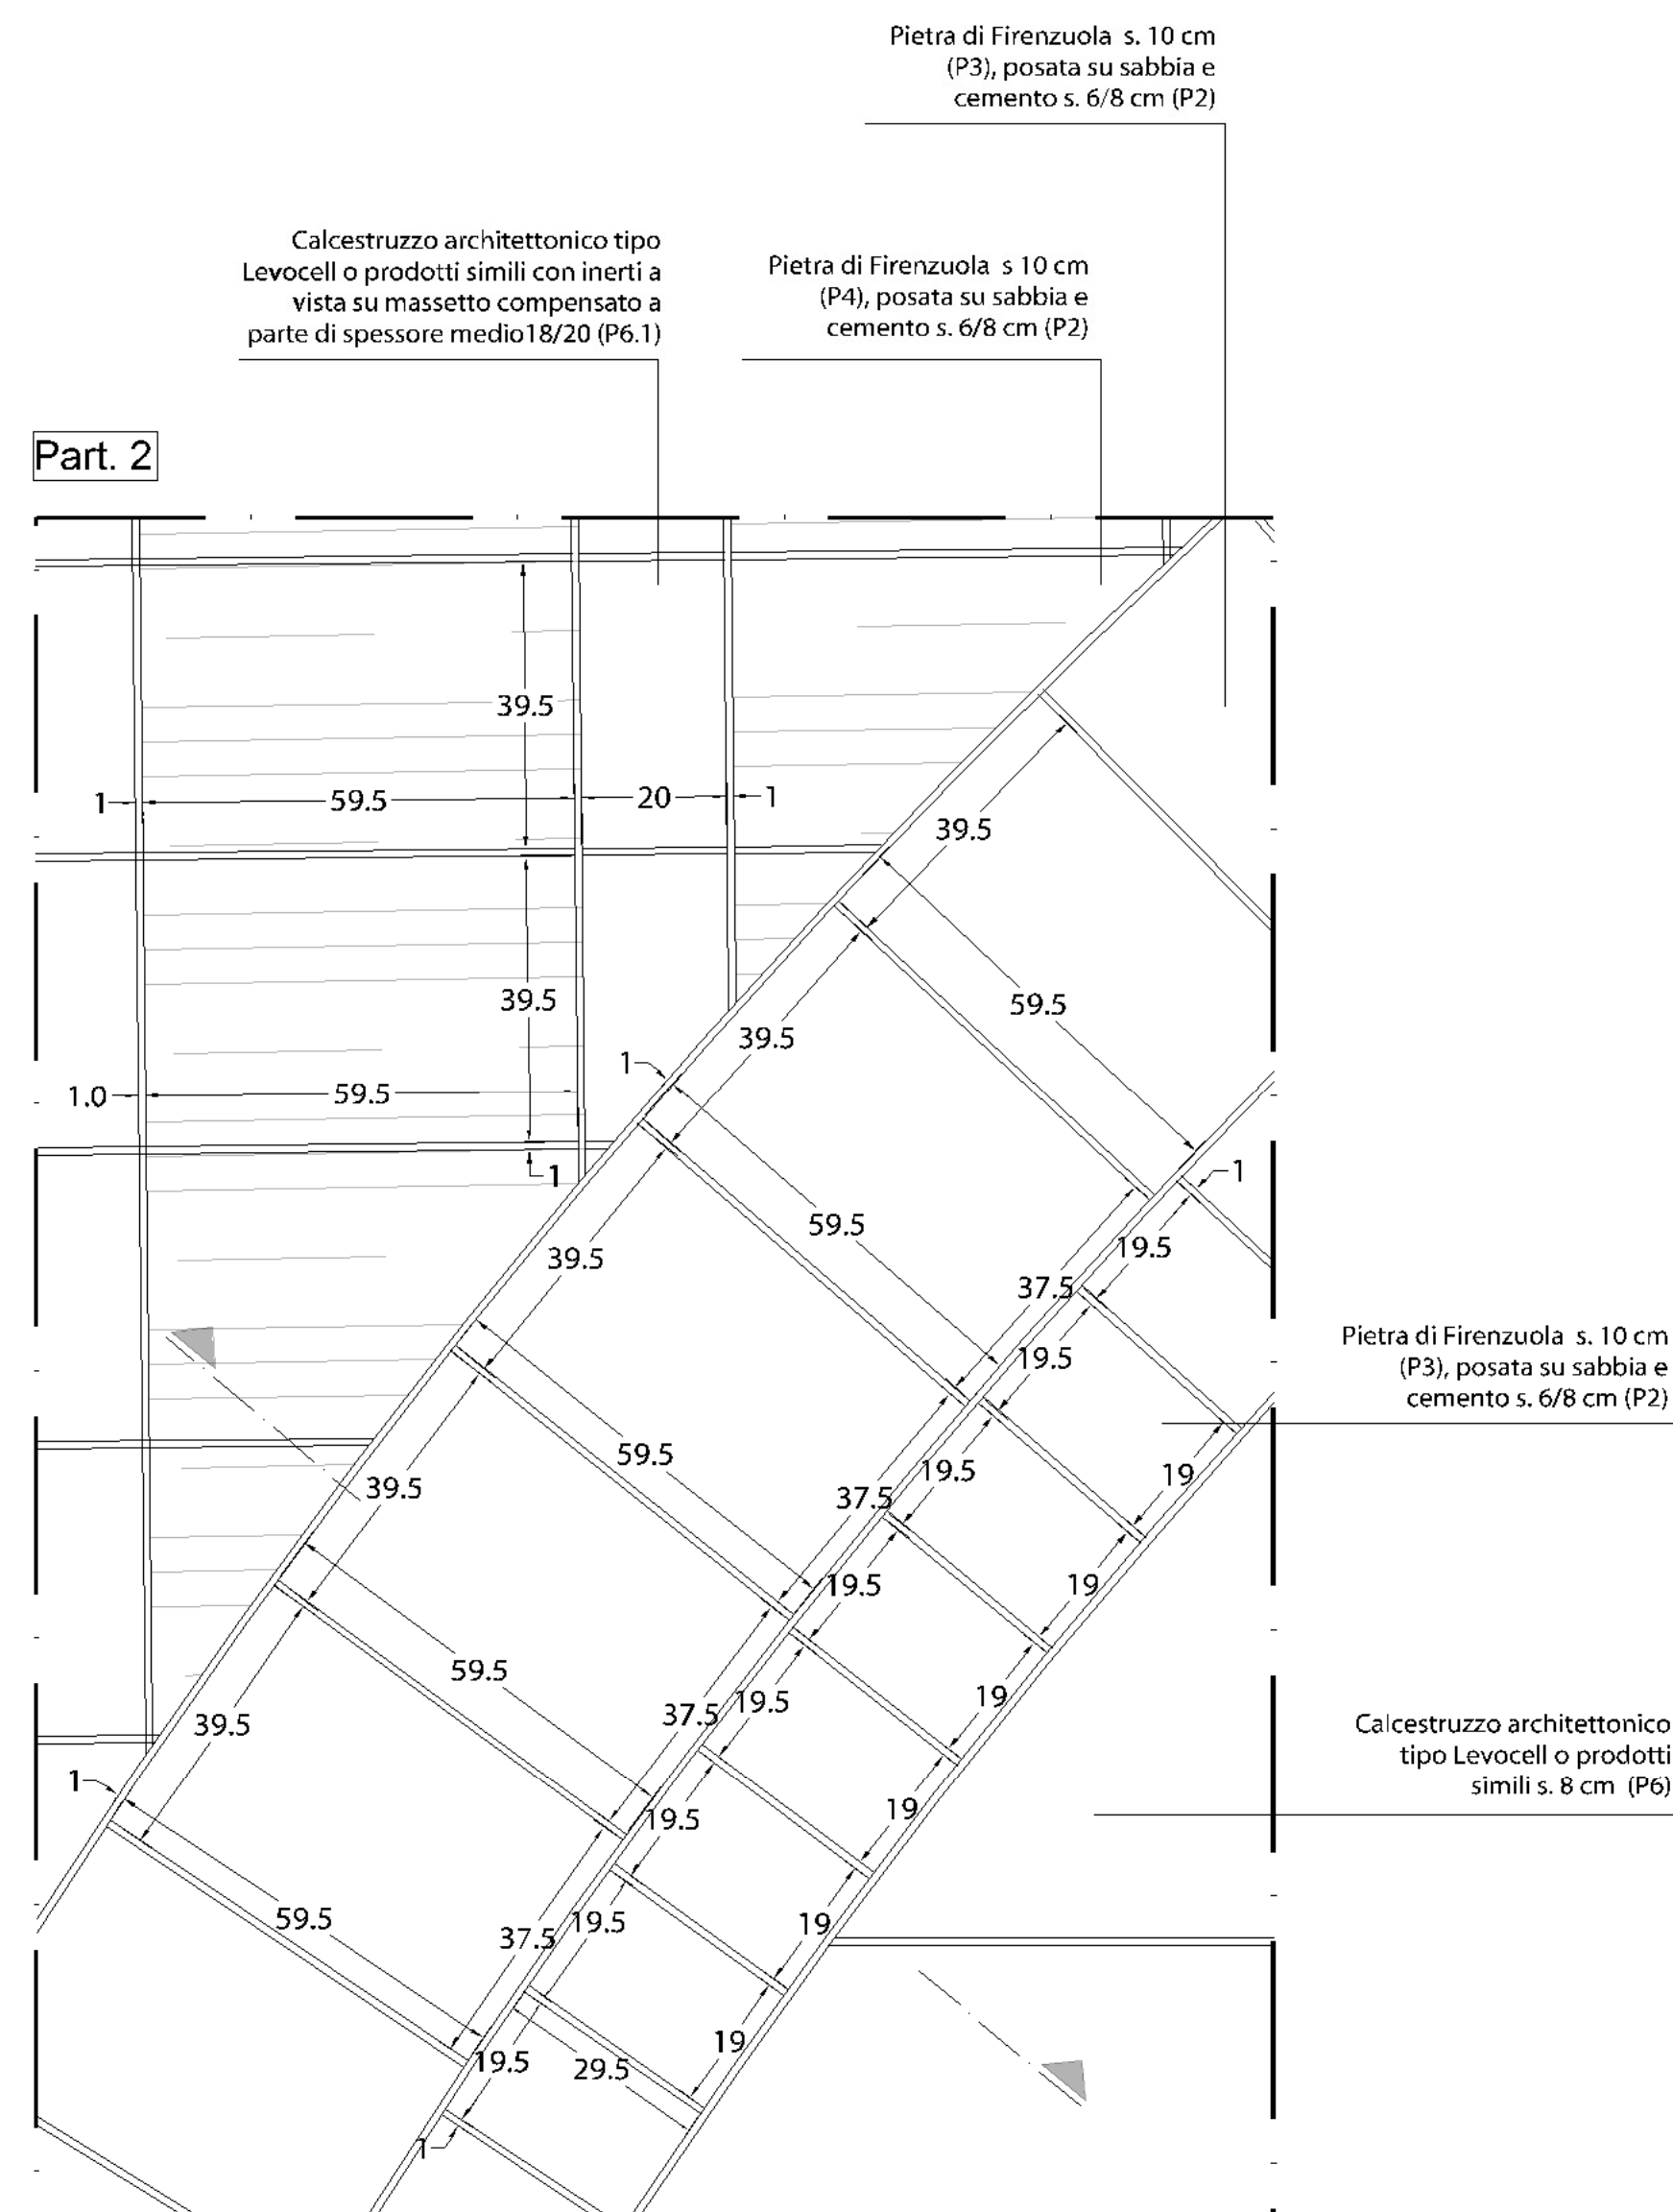 Pietra di Firenzuola s. 10 cm
(P3), posata su sabbia e
cemento s. 6/8 cm (P2)
Calcestruzzo architettonico tipo
Levocell o prodotti simili con inerti a
vista su massetto compensato a
parte di spessore medio18/20 (P6.1)
Pietra di Firenzuola s 10 cm
(P4), posata su sabbia e
cemento s. 6/8 cm (P2)
Part. 2
39.5
1
59.5
20
1
39.5
39.5
59.5
39.5
1
1.0
59.5
1
1
59.5
19.5
39.5
37.5
Pietra di Firenzuola s. 10 cm
(P3), posata su sabbia e
cemento s. 6/8 cm (P2)
19.5
59.5
19.5
19
39.5
37.5
19.5
19
59.5
19
37.5
19.5
39.5
Calcestruzzo architettonico
tipo Levocell o prodotti
simili s. 8 cm (P6)
1
19.5
19
59.5
19.5
19
37.5
19
19.5
29.5
1